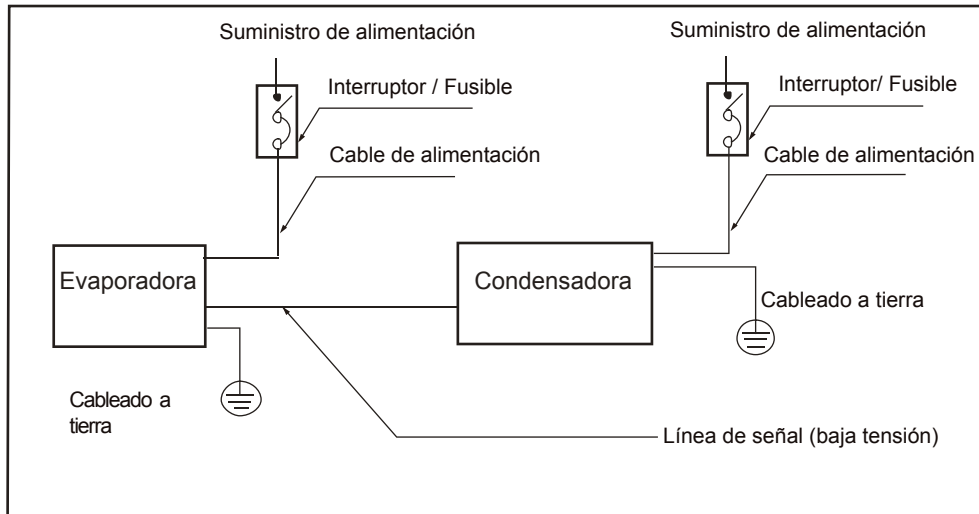 Suministro de alimentación
Suministro de alimentación
Interruptor / Fusible
Interruptor/ Fusible
Cable de alimentación
Cable de alimentación
Evaporadora
Condensadora
Cableado a tierra
Cableado a
tierra
Línea de señal (baja tensión)